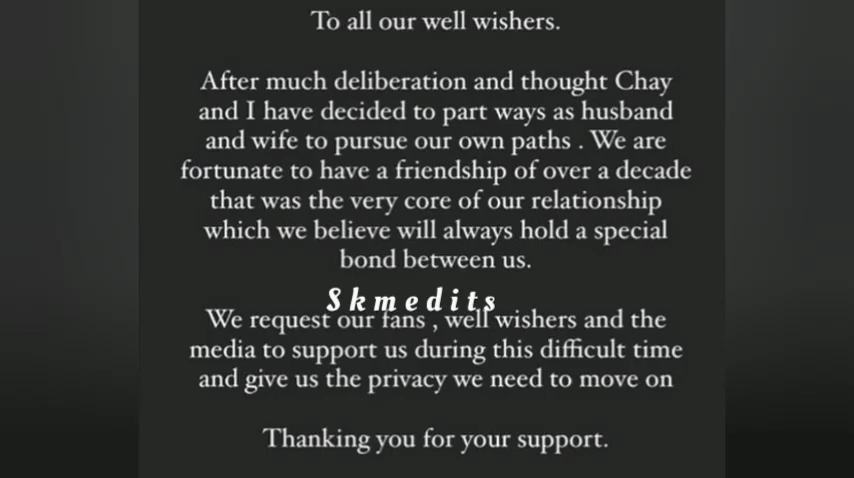 To all our well wishers.
After much deliberation and thought Chay
and I have decided to part ways as husband
and wife to pursue our own paths . We are
fortunate to have a friendship of over a decade
that was the very core of our relationship
which we believe will always hold a special
bond between us.
Skmedits
We request our fans , well wishers and the
media to support us during this difficult time
and give us the privacy we need to move on
Thanking you for your support.